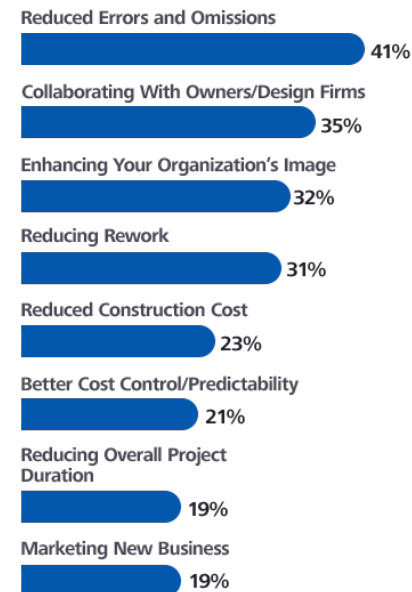 Reduced Errors and Omissions
41%
Collaborating With Owners/Design Firms
35%
Enhancing Your Organization’s Image
32%
Reducing Rework
31%
Reduced Construction Cost
23%
Better Cost Control/Predictability
21%
Reducing Overall Project
Duration
19%
Marketing New Business
19%